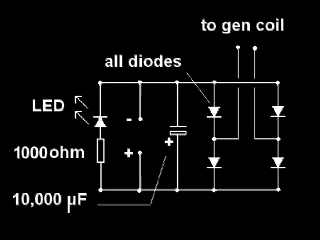 to gen coil
all diodes
LED
-
+
+
1000ohm
10,000 µF